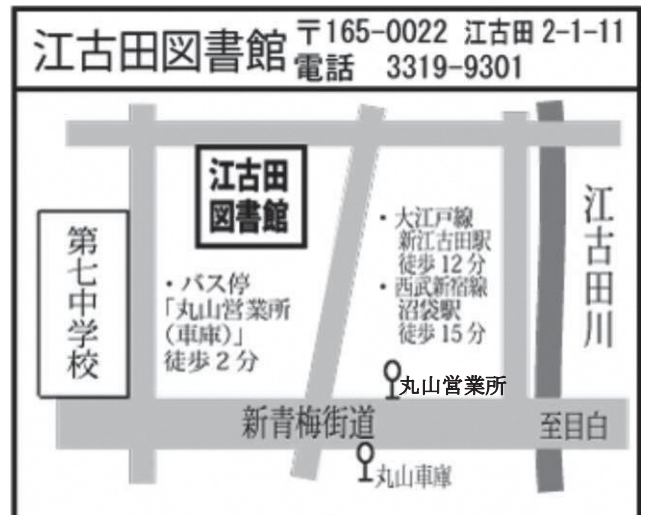 江古田図書館
〒165-0022 江古田 2-1-11
電話 3319-9301
江古田
図書館
第七中学校
・バス停
「丸山営業所
(車庫)」
徒歩 2 分
・大江戸線
新江古田駅
徒歩 12 分
・西武新宿線
沼袋駅
徒歩 15 分
江古田川
丸山営業所
新青梅街道
至目白
丸山車庫